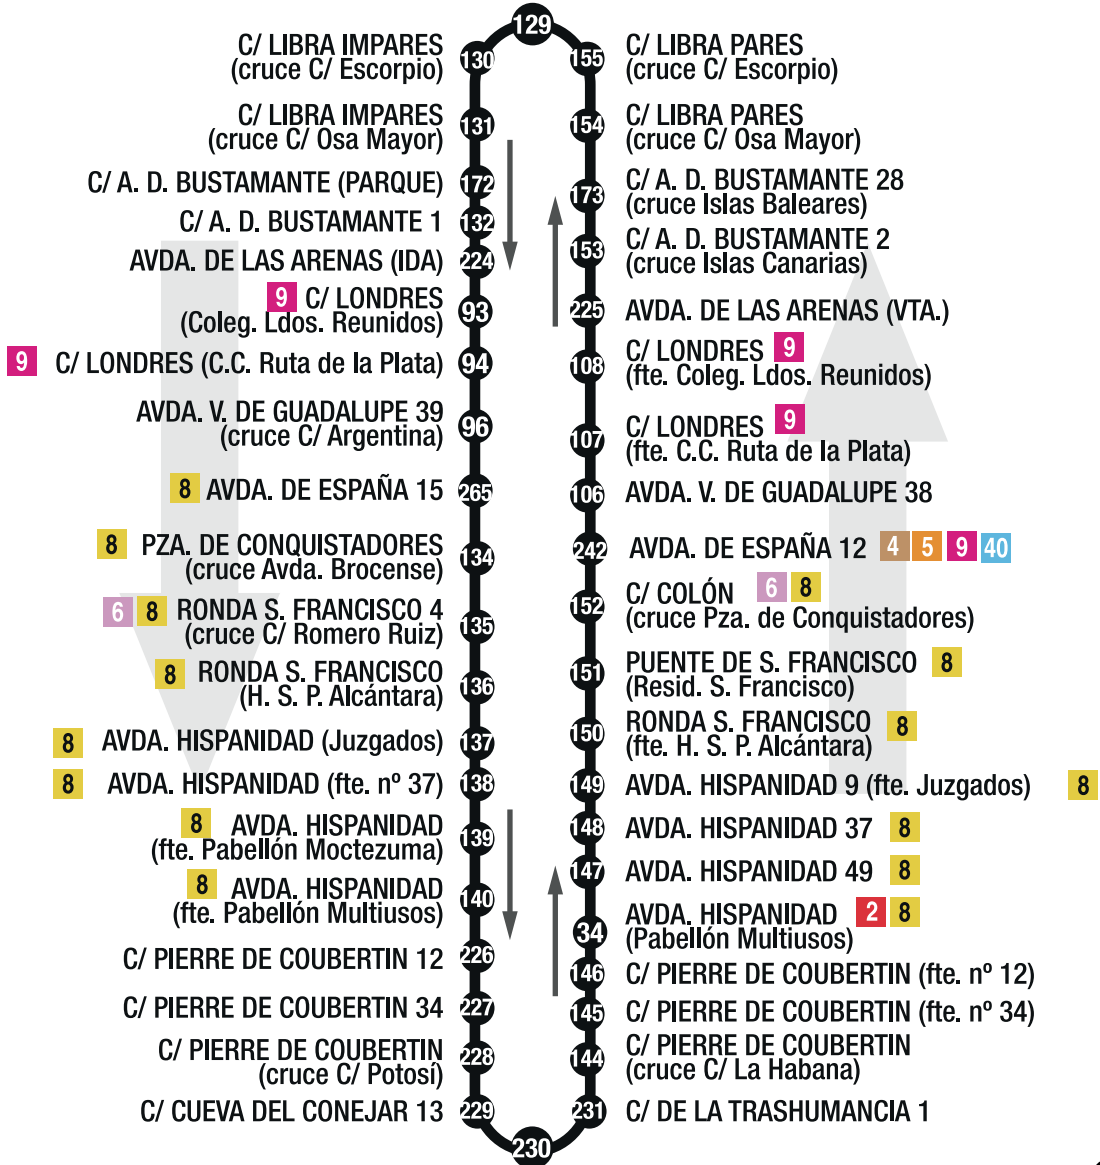 129
C/ LIBRA IMPARES
(cruce C/ Escorpio)
130
C/ LIBRA IMPARES
(cruce C/ Osa Mayor)
131
C/ A. D. BUSTAMANTE (PARQUE) 172
C/ A. D. BUSTAMANTE 1 132
AVDA. DE LAS ARENAS (IDA) 224
9 C/ LONDRES
(Coleg. Ldos. Reunidos)
93
9 C/ LONDRES (C.C. Ruta de la Plata) 94
AVDA. V. DE GUADALUPE 39
(cruce C/ Argentina)
96
8 AVDA. DE ESPAÑA 15 265
8 PZA. DE CONQUISTADORES
(cruce Avda. Brocense)
134
6 8 RONDA S. FRANCISCO 4
(cruce C/ Romero Ruiz)
135
8 RONDA S. FRANCISCO
(H. S. P. Alcántara)
136
8 AVDA. HISPANIDAD (Juzgados) 137
8 AVDA. HISPANIDAD (fte. nº 37) 138
8 AVDA. HISPANIDAD
(fte. Pabellón Moctezuma)
139
8 AVDA. HISPANIDAD
(fte. Pabellón Multiusos)
140
C/ PIERRE DE COUBERTIN 12 226
C/ PIERRE DE COUBERTIN 34 227
C/ PIERRE DE COUBERTIN
(cruce C/ Potosí)
228
C/ CUEVA DEL CONEJAR 13 229
230
155
C/ LIBRA PARES
(cruce C/ Escorpio)
154
C/ LIBRA PARES
(cruce C/ Osa Mayor)
173
C/ A. D. BUSTAMANTE 28
(cruce Islas Baleares)
153
C/ A. D. BUSTAMANTE 2
(cruce Islas Canarias)
225 AVDA. DE LAS ARENAS (VTA.)
108
C/ LONDRES 9
(fte. Coleg. Ldos. Reunidos)
107
C/ LONDRES 9
(fte. C.C. Ruta de la Plata)
106 AVDA. V. DE GUADALUPE 38
242 AVDA. DE ESPAÑA 12 4 5 9 40
152
C/ COLÓN 6 8
(cruce Pza. de Conquistadores)
151
PUENTE DE S. FRANCISCO 8
(Resid. S. Francisco)
150
RONDA S. FRANCISCO 8
(fte. H. S. P. Alcántara)
149 AVDA. HISPANIDAD 9 (fte. Juzgados) 8
148 AVDA. HISPANIDAD 37 8
147 AVDA. HISPANIDAD 49 8
34
AVDA. HISPANIDAD 2 8
(Pabellón Multiusos)
146 C/ PIERRE DE COUBERTIN (fte. nº 12)
145 C/ PIERRE DE COUBERTIN (fte. nº 34)
144
C/ PIERRE DE COUBERTIN
(cruce C/ La Habana)
231 C/ DE LA TRASHUMANCIA 1